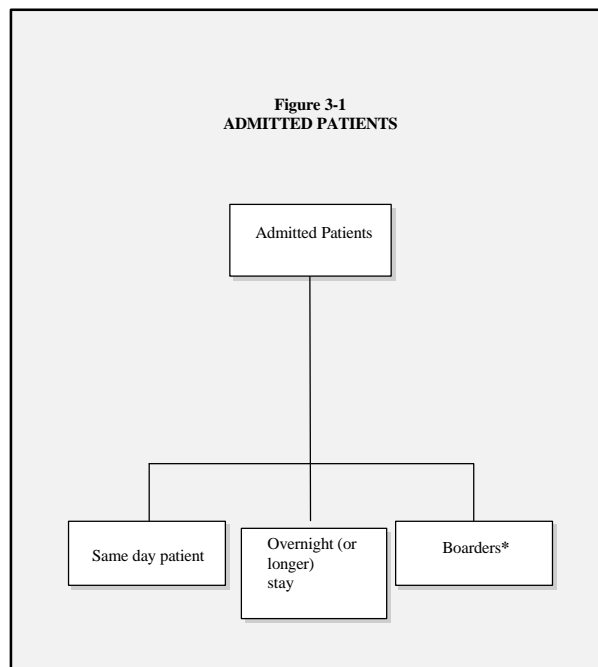 Figure 3-1
ADMITTED PATIENTS
Admitted Patients
Same day patient
Overnight (or
longer)
stay
Boarders*